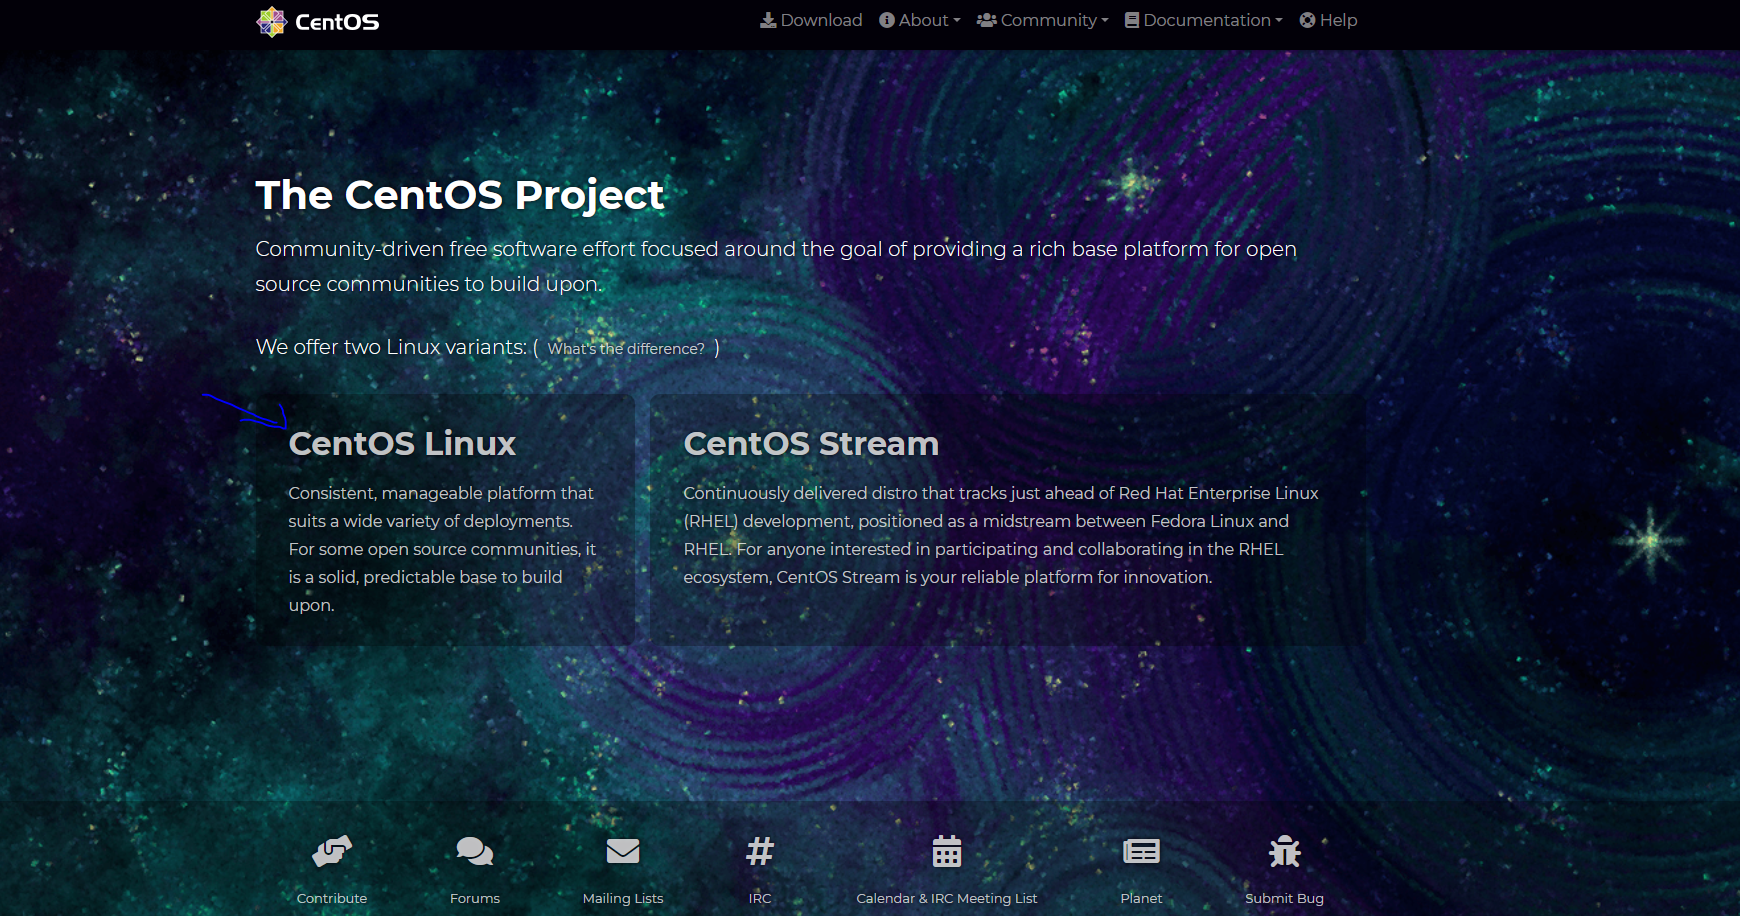 CentOS
Download About Community Documentation Help
The CentOS Project
Community-driven free software effort focused around the goal of providing a rich base platform for open
source communities to build upon.
We offer two Linux variants: ( What's the difference? )
CentOS Linux
Consistent, manageable platform that
suits a wide variety of deployments.
For some open source communities, it
is a solid, predictable base to build
upon.
CentOS Stream
Continuously delivered distro that tracks just ahead of Red Hat Enterprise Linux
(RHEL) development, positioned as a midstream between Fedora Linux and
RHEL. For anyone interested in participating and collaborating in the RHEL
ecosystem, CentOS Stream is your reliable platform for innovation.
Contribute
Forums
Mailing Lists
IRC
Calendar & IRC Meeting List
Planet
Submit Bug